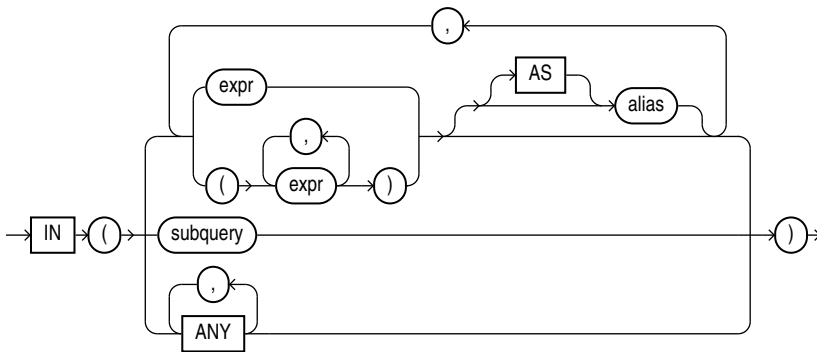 ,
AS
expr
alias
,
( expr )
IN ( subquery )
,
ANY